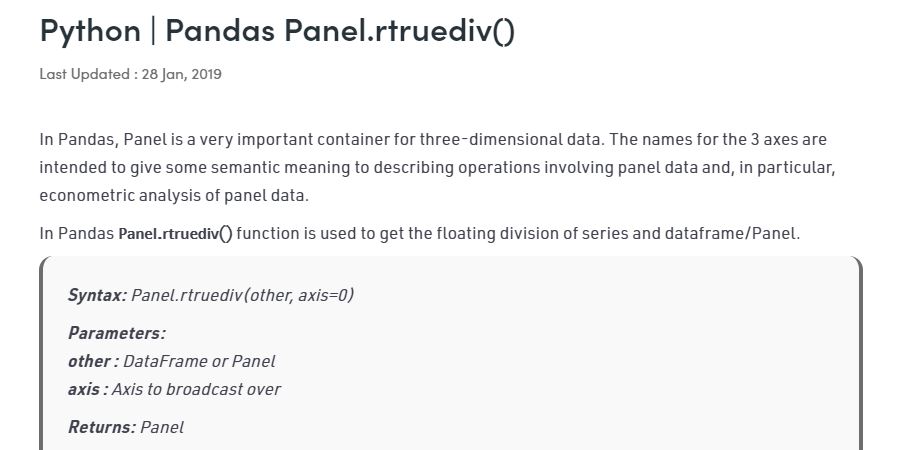 Python | Pandas Panel.rtruediv()
Last Updated : 28 Jan, 2019
In Pandas, Panel is a very important container for three-dimensional data. The names for the 3 axes are
intended to give some semantic meaning to describing operations involving panel data and, in particular,
econometric analysis of panel data.
In Pandas Panel.rtruediv() function is used to get the floating division of series and dataframe/Panel.
Syntax: Panel.rtruediv(other, axis=0)
Parameters:
other : DataFrame or Panel
axis : Axis to broadcast over
Returns: Panel